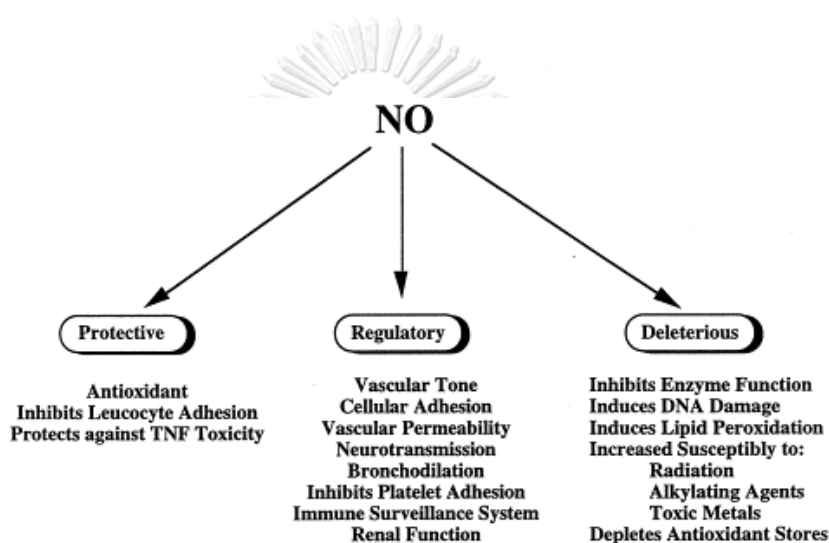 NO
Protective
Antioxidant
Inhibits Leucocyte Adhesion
Protects against TNF Toxicity
Regulatory
Vascular Tone
Cellular Adhesion
Vascular Permeability
Neurotransmission
Bronchodilation
Inhibits Platelet Adhesion
Immune Surveillance System
Renal Function
Deleterious
Inhibits Enzyme Function
Induces DNA Damage
Induces Lipid Peroxidation
Increased Susceptibly to:
Radiation
Alkylating Agents
Toxic Metals
Depletes Antioxidant Stores